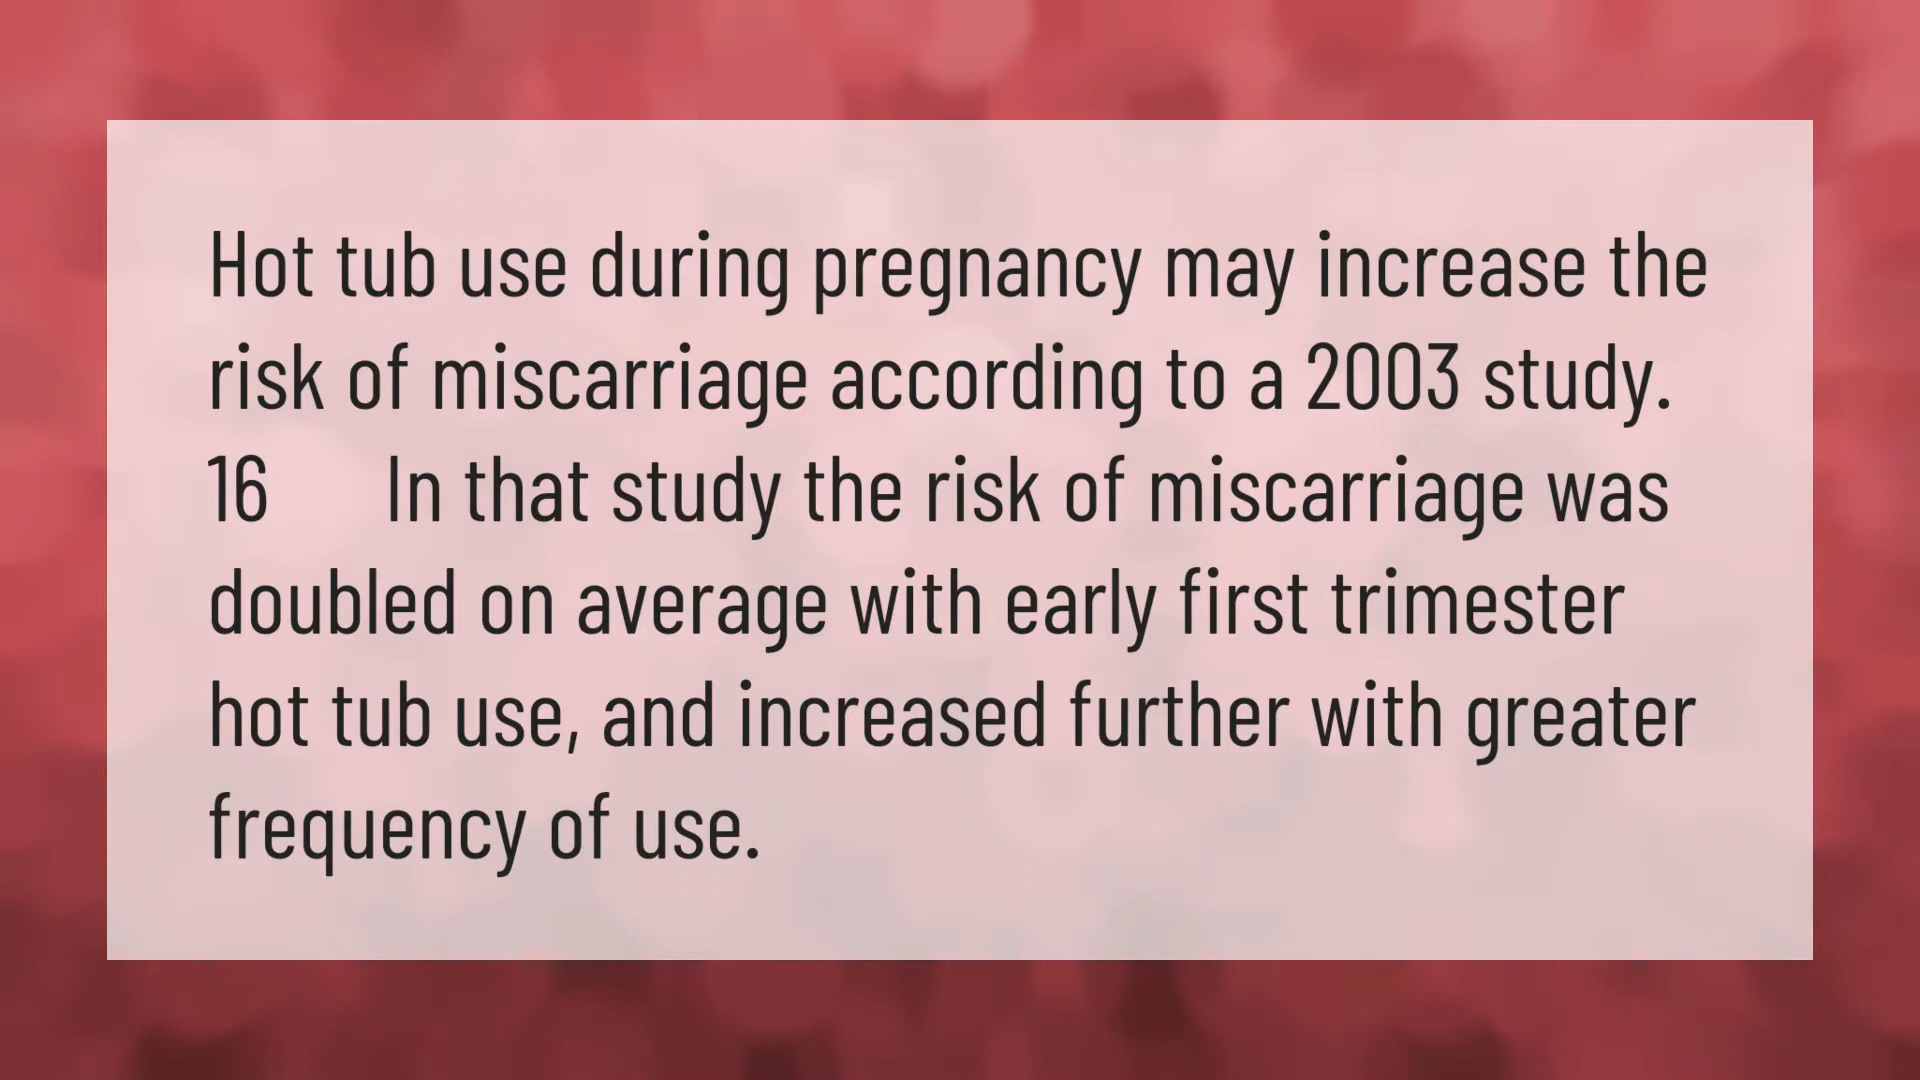 Hot tub use during pregnancy may increase the
risk of miscarriage according to a 2003 study.
16 In that study the risk of miscarriage was
doubled on average with early first trimester
hot tub use, and increased further with greater
frequency of use.